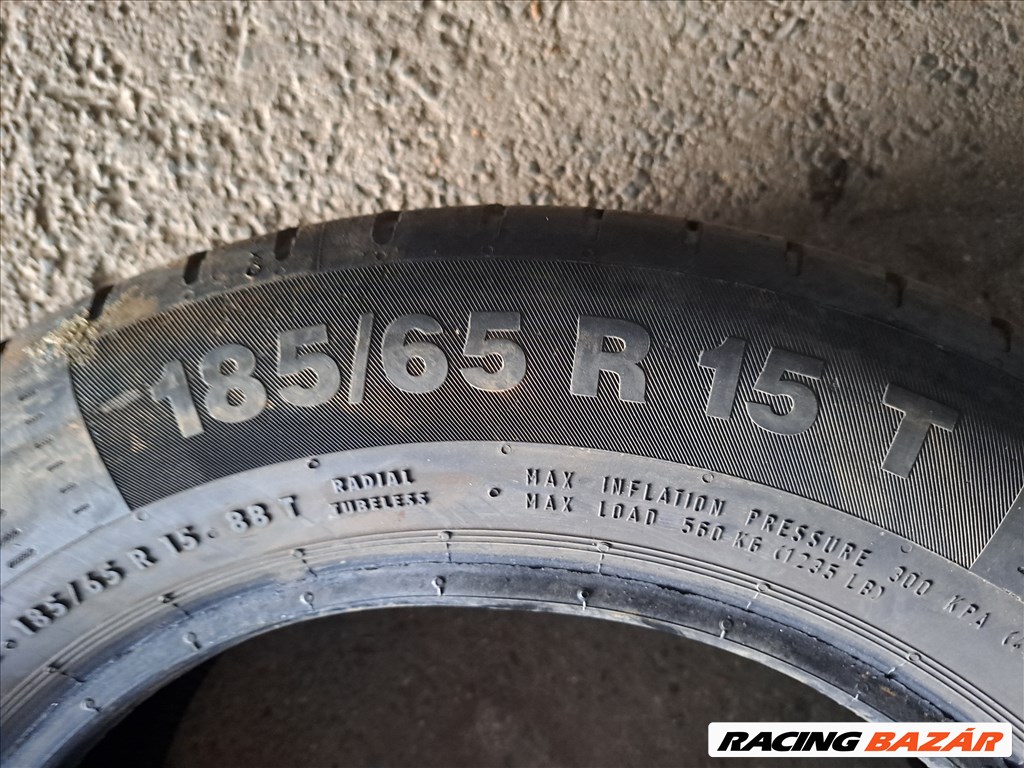 185/65 R 15 T
185/65 R 15. 88 T
RADIAL
TUBELESS
MAX INFLATION PRESSURE 300 KPA
MAX LOAD 560 KG (1235 LB)
3
RACING BAZÁR